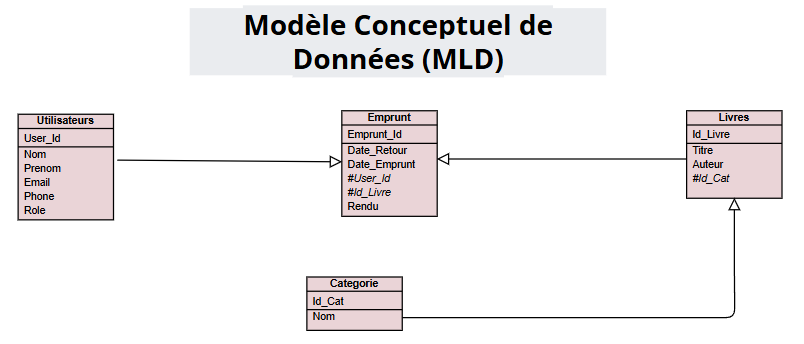 Modèle Conceptuel de
Données (MLD)
Utilisateurs
User_Id
Nom
Prenom
Email
Phone
Role
Emprunt
Emprunt_Id
Date_Retour
Date_Emprunt
#User_Id
#Id_Livre
Rendu
Livres
Id_Livre
Titre
Auteur
#Id_Cat
Categorie
Id_Cat
Nom